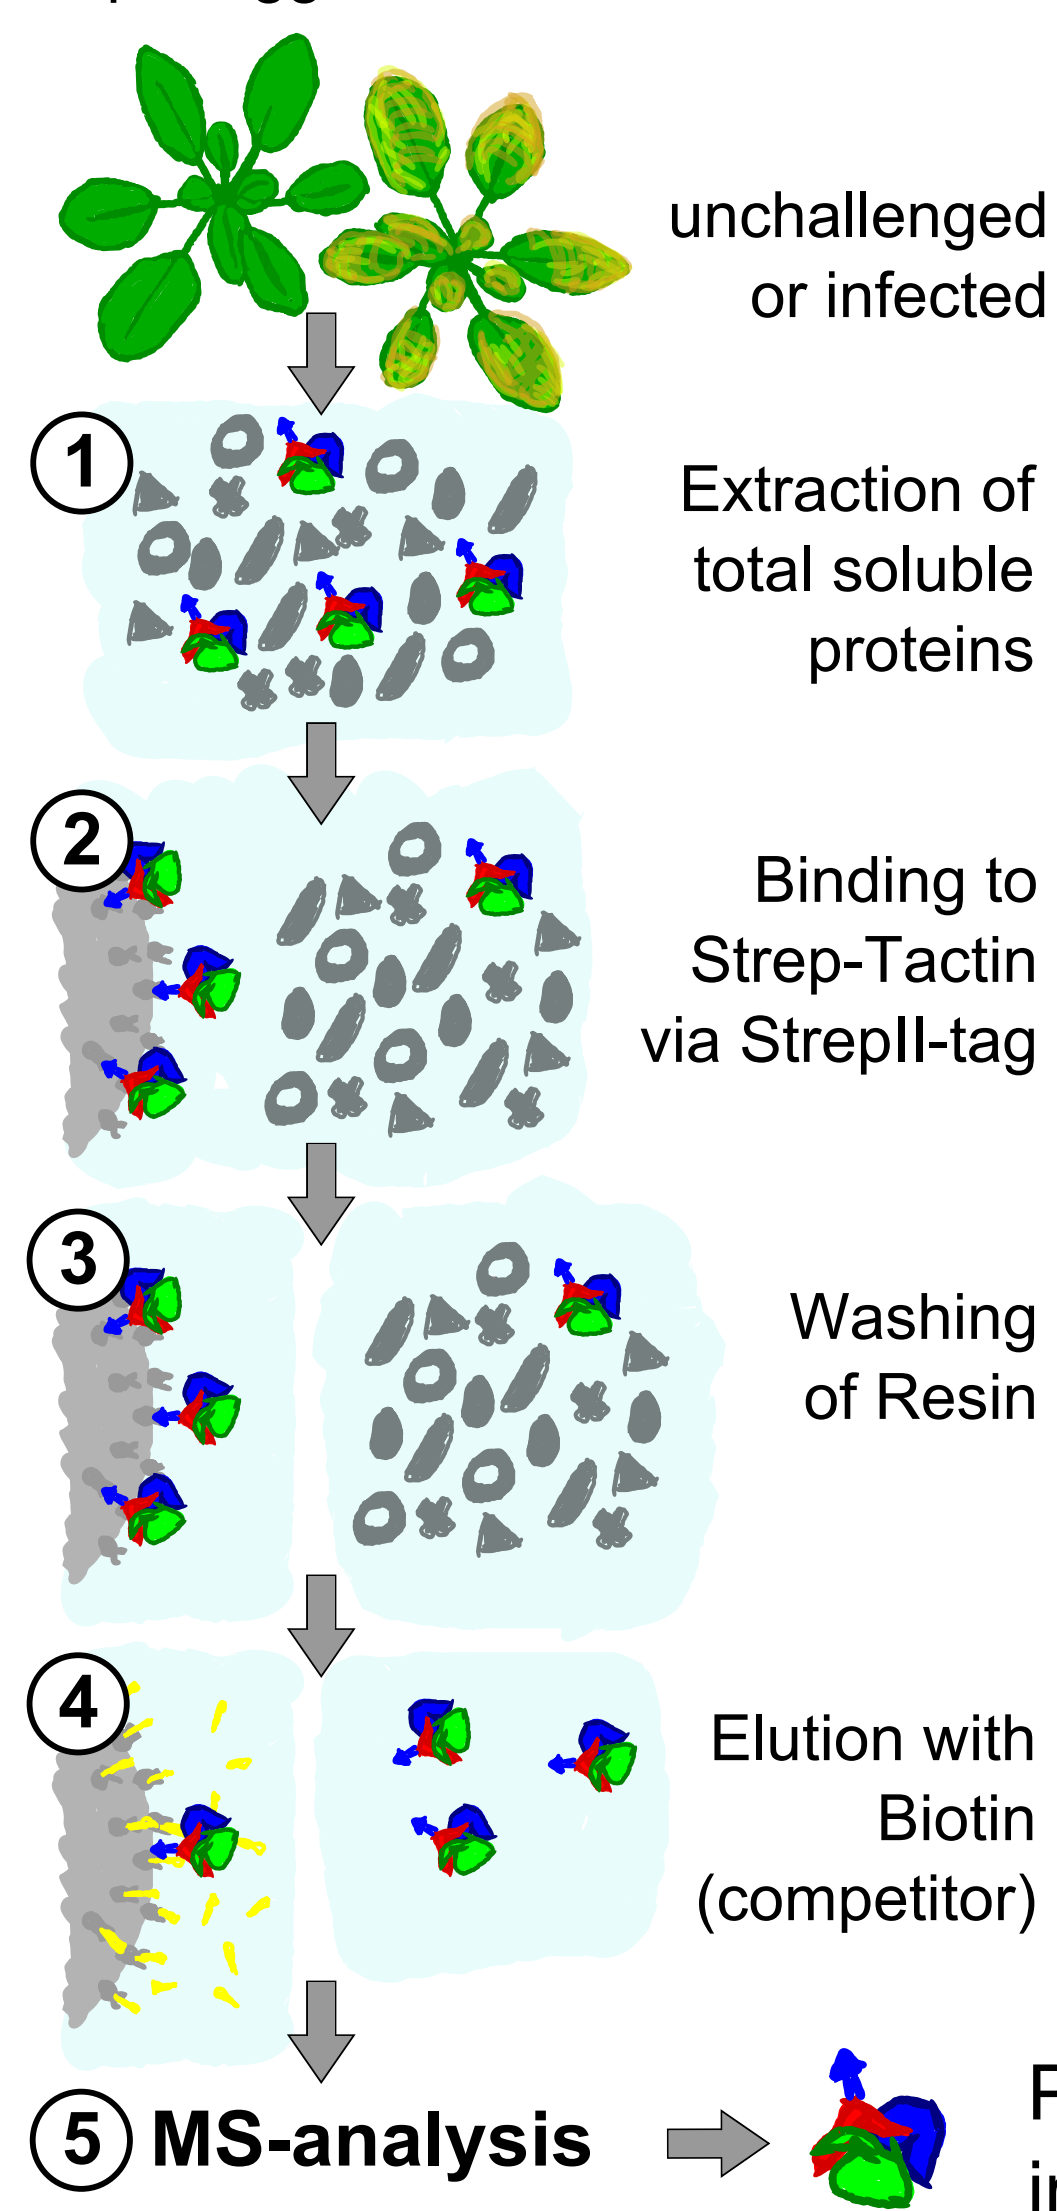 unchallenged
or infected
1
Extraction of
total soluble
proteins
2
Binding to
Strep-Tactin
via StrepII-tag
3
Washing
of Resin
4
Elution with
Biotin
(competitor)
5 MS-analysis